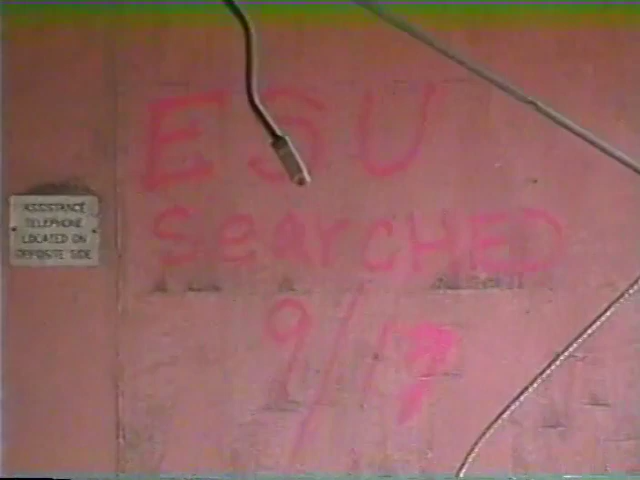 ESU
SearcHED
9/17
ASSISTANCE
TELEPHONE
LOCATED ON
OPPOSITE SIDE